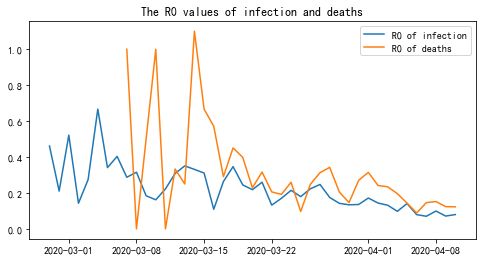 The R0 values of infection and deaths
R0 of infection
R0 of deaths
1.0
0.8
0.6
0.4
0.2
0.0
2020-03-01 2020-03-08 2020-03-15 2020-03-22 2020-04-01 2020-04-08